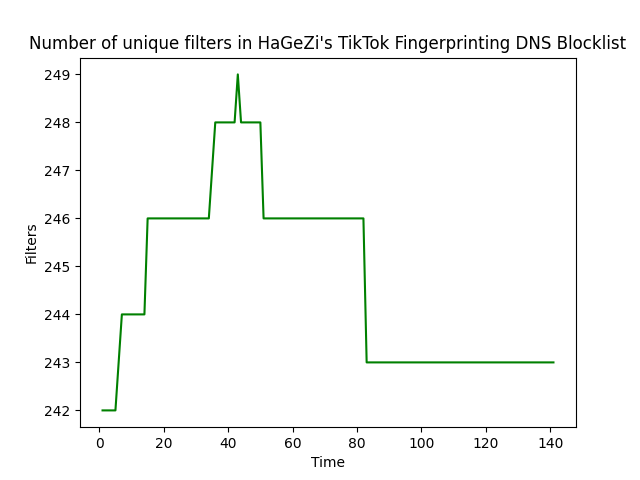 Number of unique filters in HaGeZi's TikTok Fingerprinting DNS Blocklist
249
248
247
246
245
244
243
242
Filters
0 20 40 60 80 100 120 140
Time